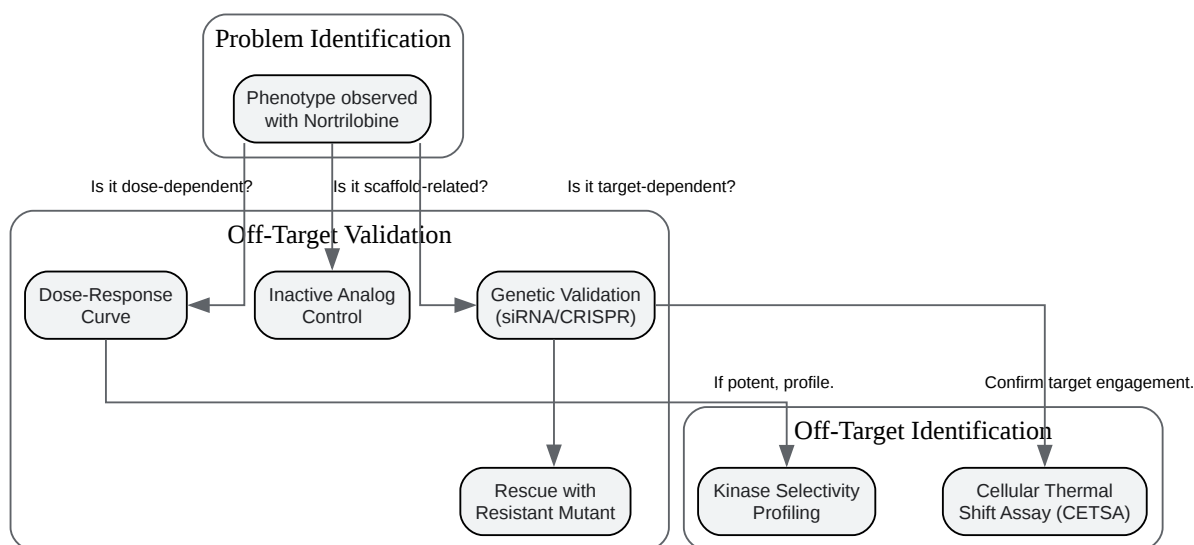 Problem Identification
Phenotype observed
with Nortrilobine
Is it dose-dependent?
Is it scaffold-related?
Is it target-dependent?
Off-Target Validation
Dose-Response
Curve
Inactive Analog
Control
Genetic Validation
(siRNA/CRISPR)
If potent, profile.
Confirm target engagement.
Off-Target Identification
Rescue with
Resistant Mutant
Kinase Selectivity
Profiling
Cellular Thermal
Shift Assay (CETSA)